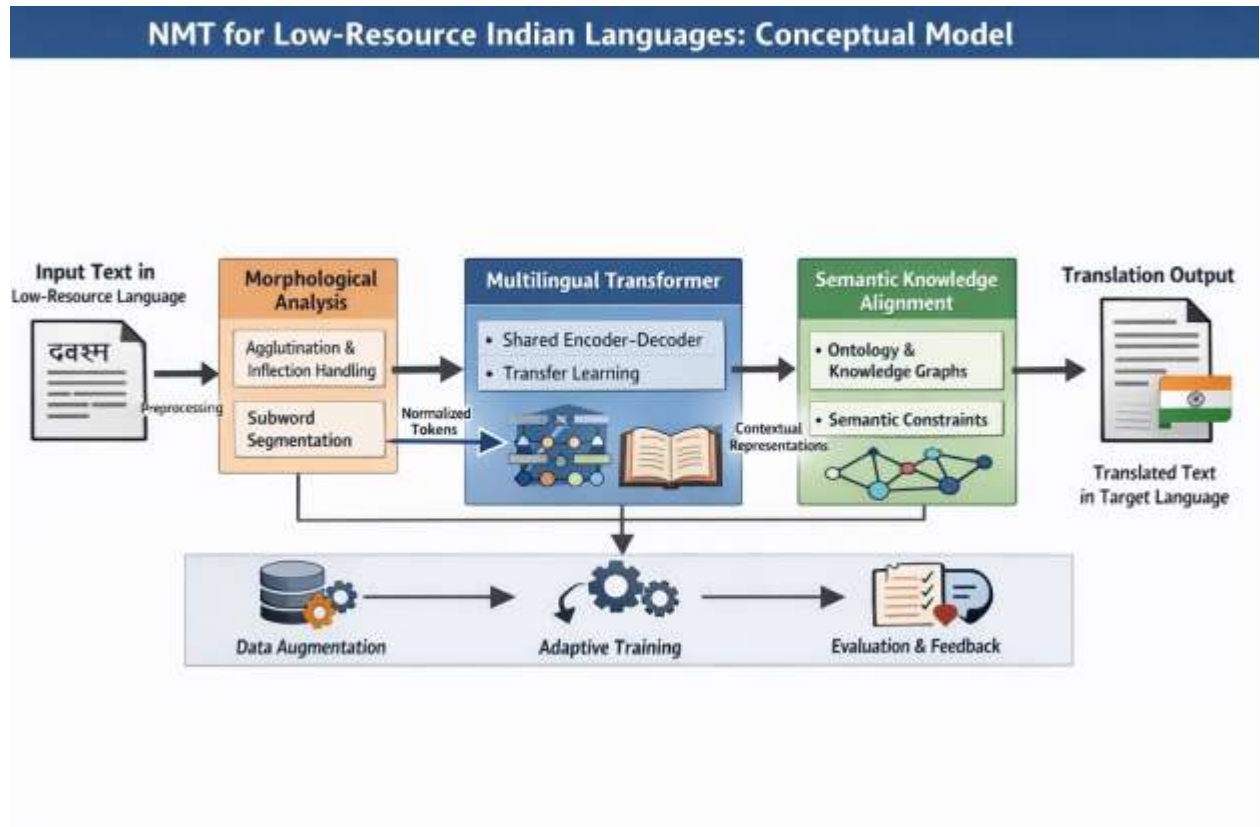 NMT for Low-Resource Indian Languages: Conceptual Model
Input Text in
Low-Resource Language
दवश्म
Preprocessing
Morphological
Analysis
Agglutination &
Inflection Handling
Subword
Segmentation
Normalized
Tokens
Multilingual Transformer
• Shared Encoder-Decoder
• Transfer Learning
Contextual
Representations
Semantic Knowledge
Alignment
• Ontology &
Knowledge Graphs
• Semantic Constraints
Translation Output
Translated Text
in Target Language
Data Augmentation
Adaptive Training
Evaluation & Feedback